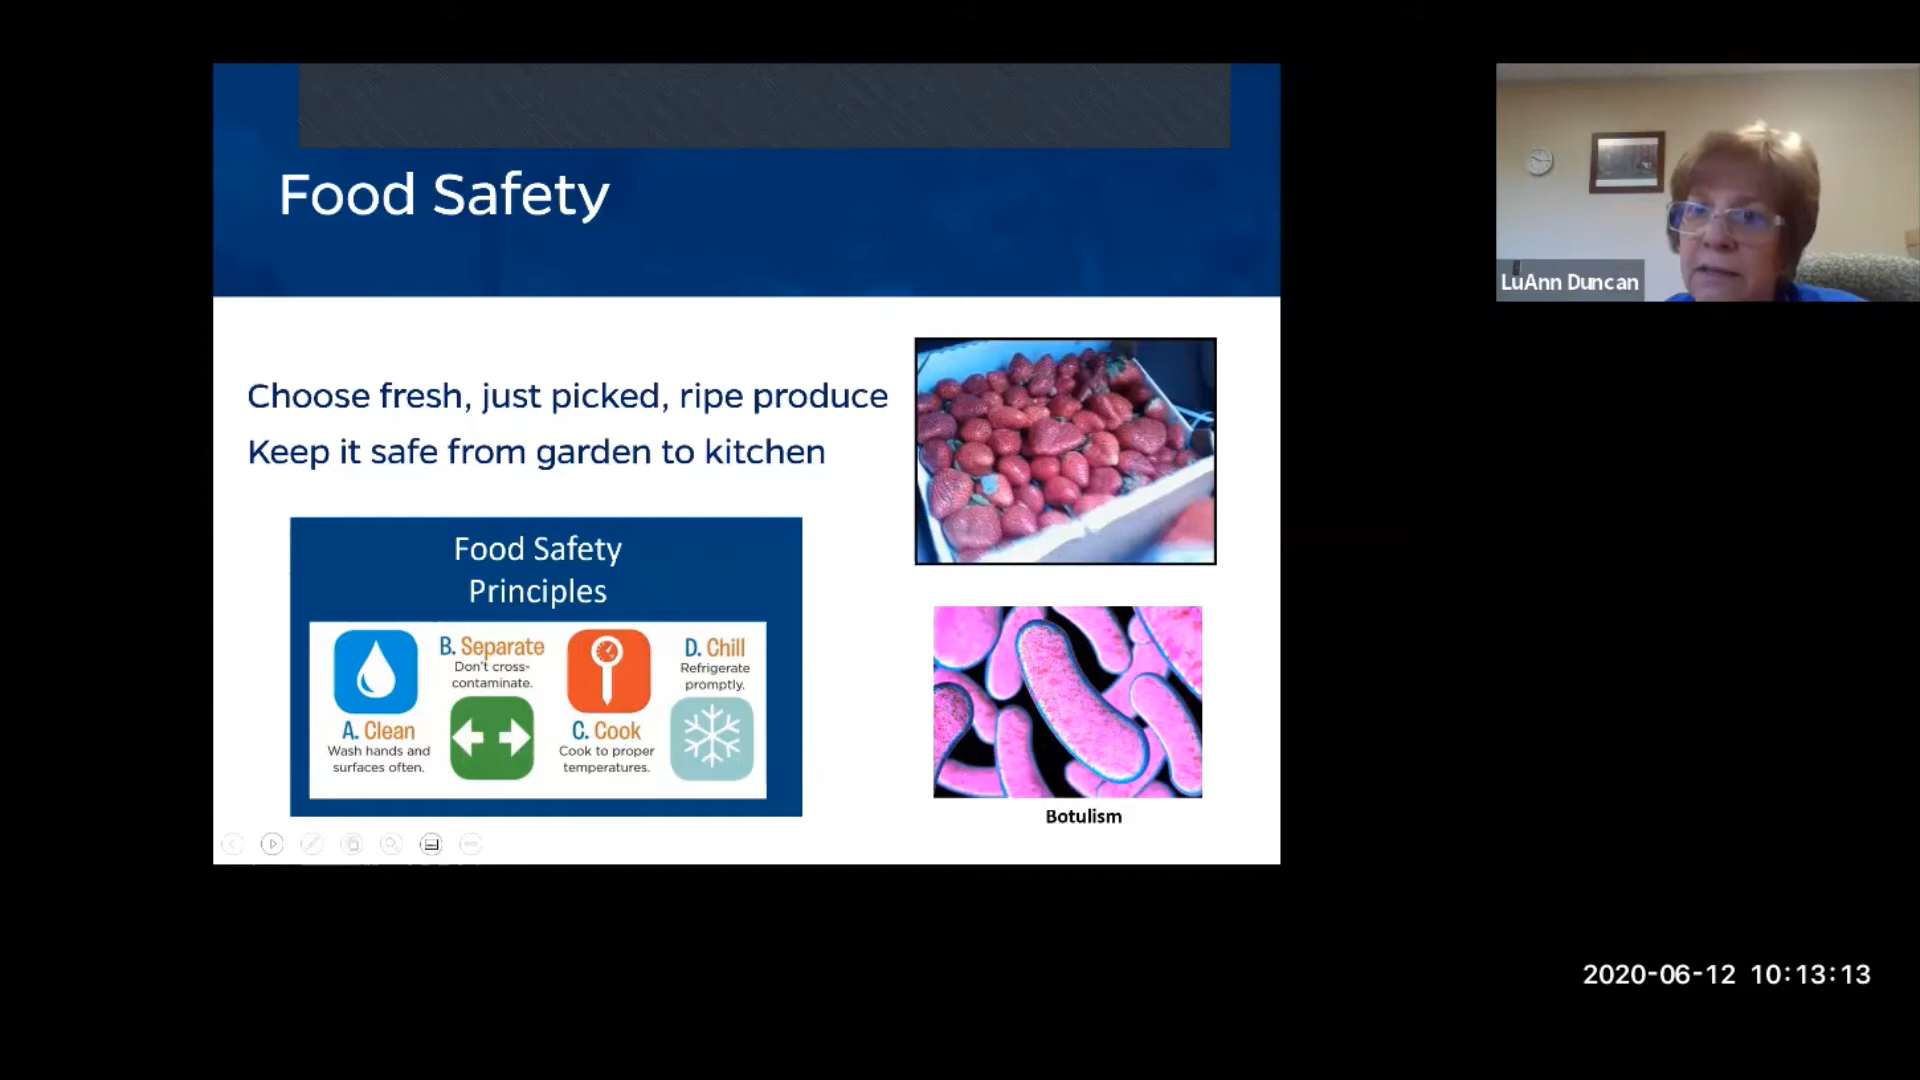 Food Safety
Choose fresh, just picked, ripe produce
Keep it safe from garden to kitchen
Food Safety
Principles
A. Clean
Wash hands and
surfaces often.
B. Separate
Don't cross-
contaminate.
C. Cook
Cook to proper
temperatures.
D. Chill
Refrigerate
promptly.
Botulism
LuAnn Duncan
2020-06-12 10:13:13